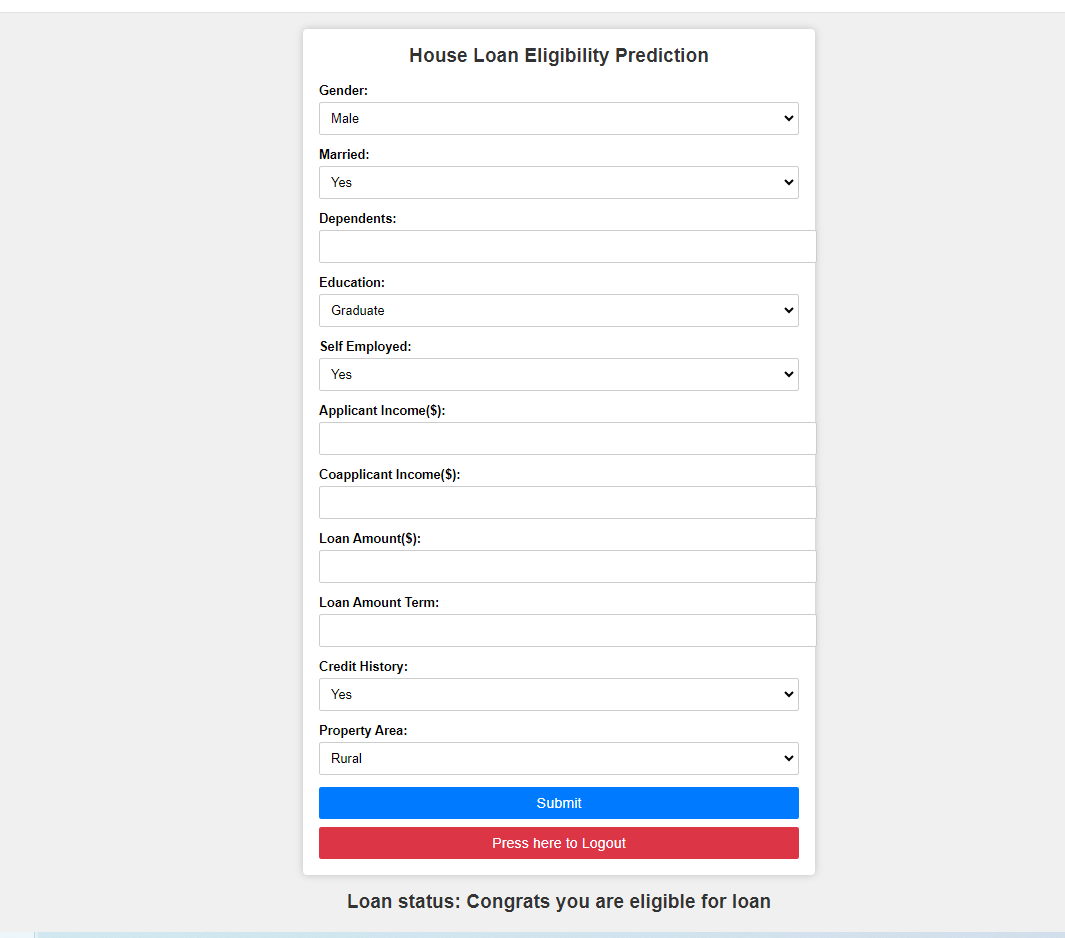 House Loan Eligibility Prediction
Gender:
Male
Married:
Yes
Dependents:
Education:
Graduate
Self Employed:
Yes
Applicant Income($):
Coapplicant Income($):
Loan Amount($):
Loan Amount Term:
Credit History:
Yes
Property Area:
Rural
Submit
Press here to Logout
Loan status: Congrats you are eligible for loan